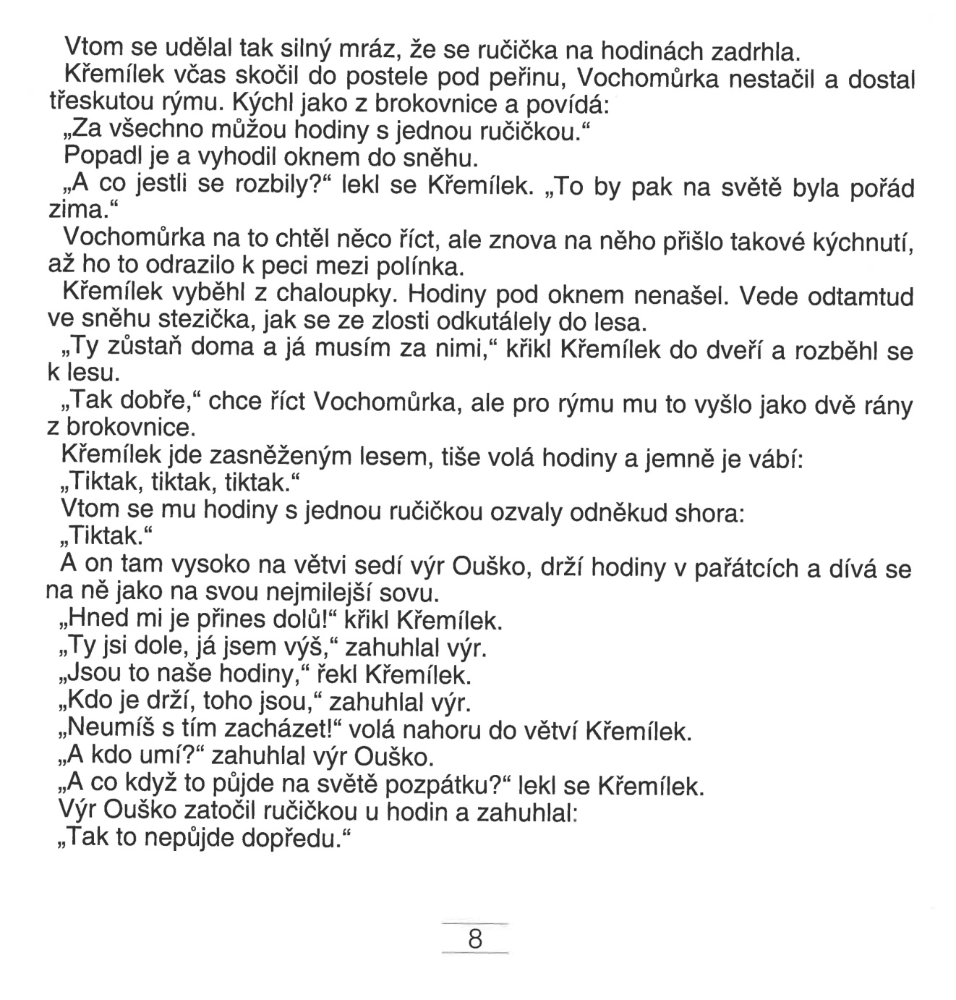 Vtom se udělal tak silný mráz, že se ručička na hodinách zadrhla.
Křemílek včas skočil do postele pod peřinu, Vochomůrka nestačil a dostal
třeskutou rýmu. Kýchl jako z brokovnice a povídá:
„Za všechno můžou hodiny s jednou ručičkou.“
Popadl je a vyhodil oknem do sněhu.
„A co jestli se rozbily?“ lekl se Křemílek. „To by pak na světě byla pořád
zima.“
Vochomůrka na to chtěl něco říct, ale znova na něho přišlo takové kýchnutí,
až ho to odrazilo k peci mezi polínka.
Křemílek vyběhl z chaloupky. Hodiny pod oknem nenašel. Vede odtamtud
ve sněhu stezička, jak se ze zlosti odkutálely do lesa.
„Ty zůstaň doma a já musím za nimi,“ křikl Křemílek do dveří a rozběhl se
k lesu.
„Tak dobře,“ chce říct Vochomůrka, ale pro rýmu mu to vyšlo jako dvě rány
z brokovnice.
Křemílek jde zasněženým lesem, tiše volá hodiny a jemně je vábí:
„Tiktak, tiktak, tiktak.“
Vtom se mu hodiny s jednou ručičkou ozvaly odněkud shora:
„Tiktak.“
A on tam vysoko na větvi sedí výr Ouško, drží hodiny v pařátcích a dívá se
na ně jako na svou nejmilejší sovu.
„Hned mi je přines dolů!“ křikl Křemílek.
„Ty jsi dole, já jsem výš,“ zahuhlal výr.
„Jsou to naše hodiny,“ řekl Křemílek.
„Kdo je drží, toho jsou,“ zahuhlal výr.
„Neumíš s tím zacházet!“ volá nahoru do větví Křemílek.
„A kdo umí?“ zahuhlal výr Ouško.
„A co když to půjde na světě pozpátku?“ lekl se Křemílek.
Výr Ouško zatočil ručičkou u hodin a zahuhlal:
„Tak to nepůjde dopředu.“
8